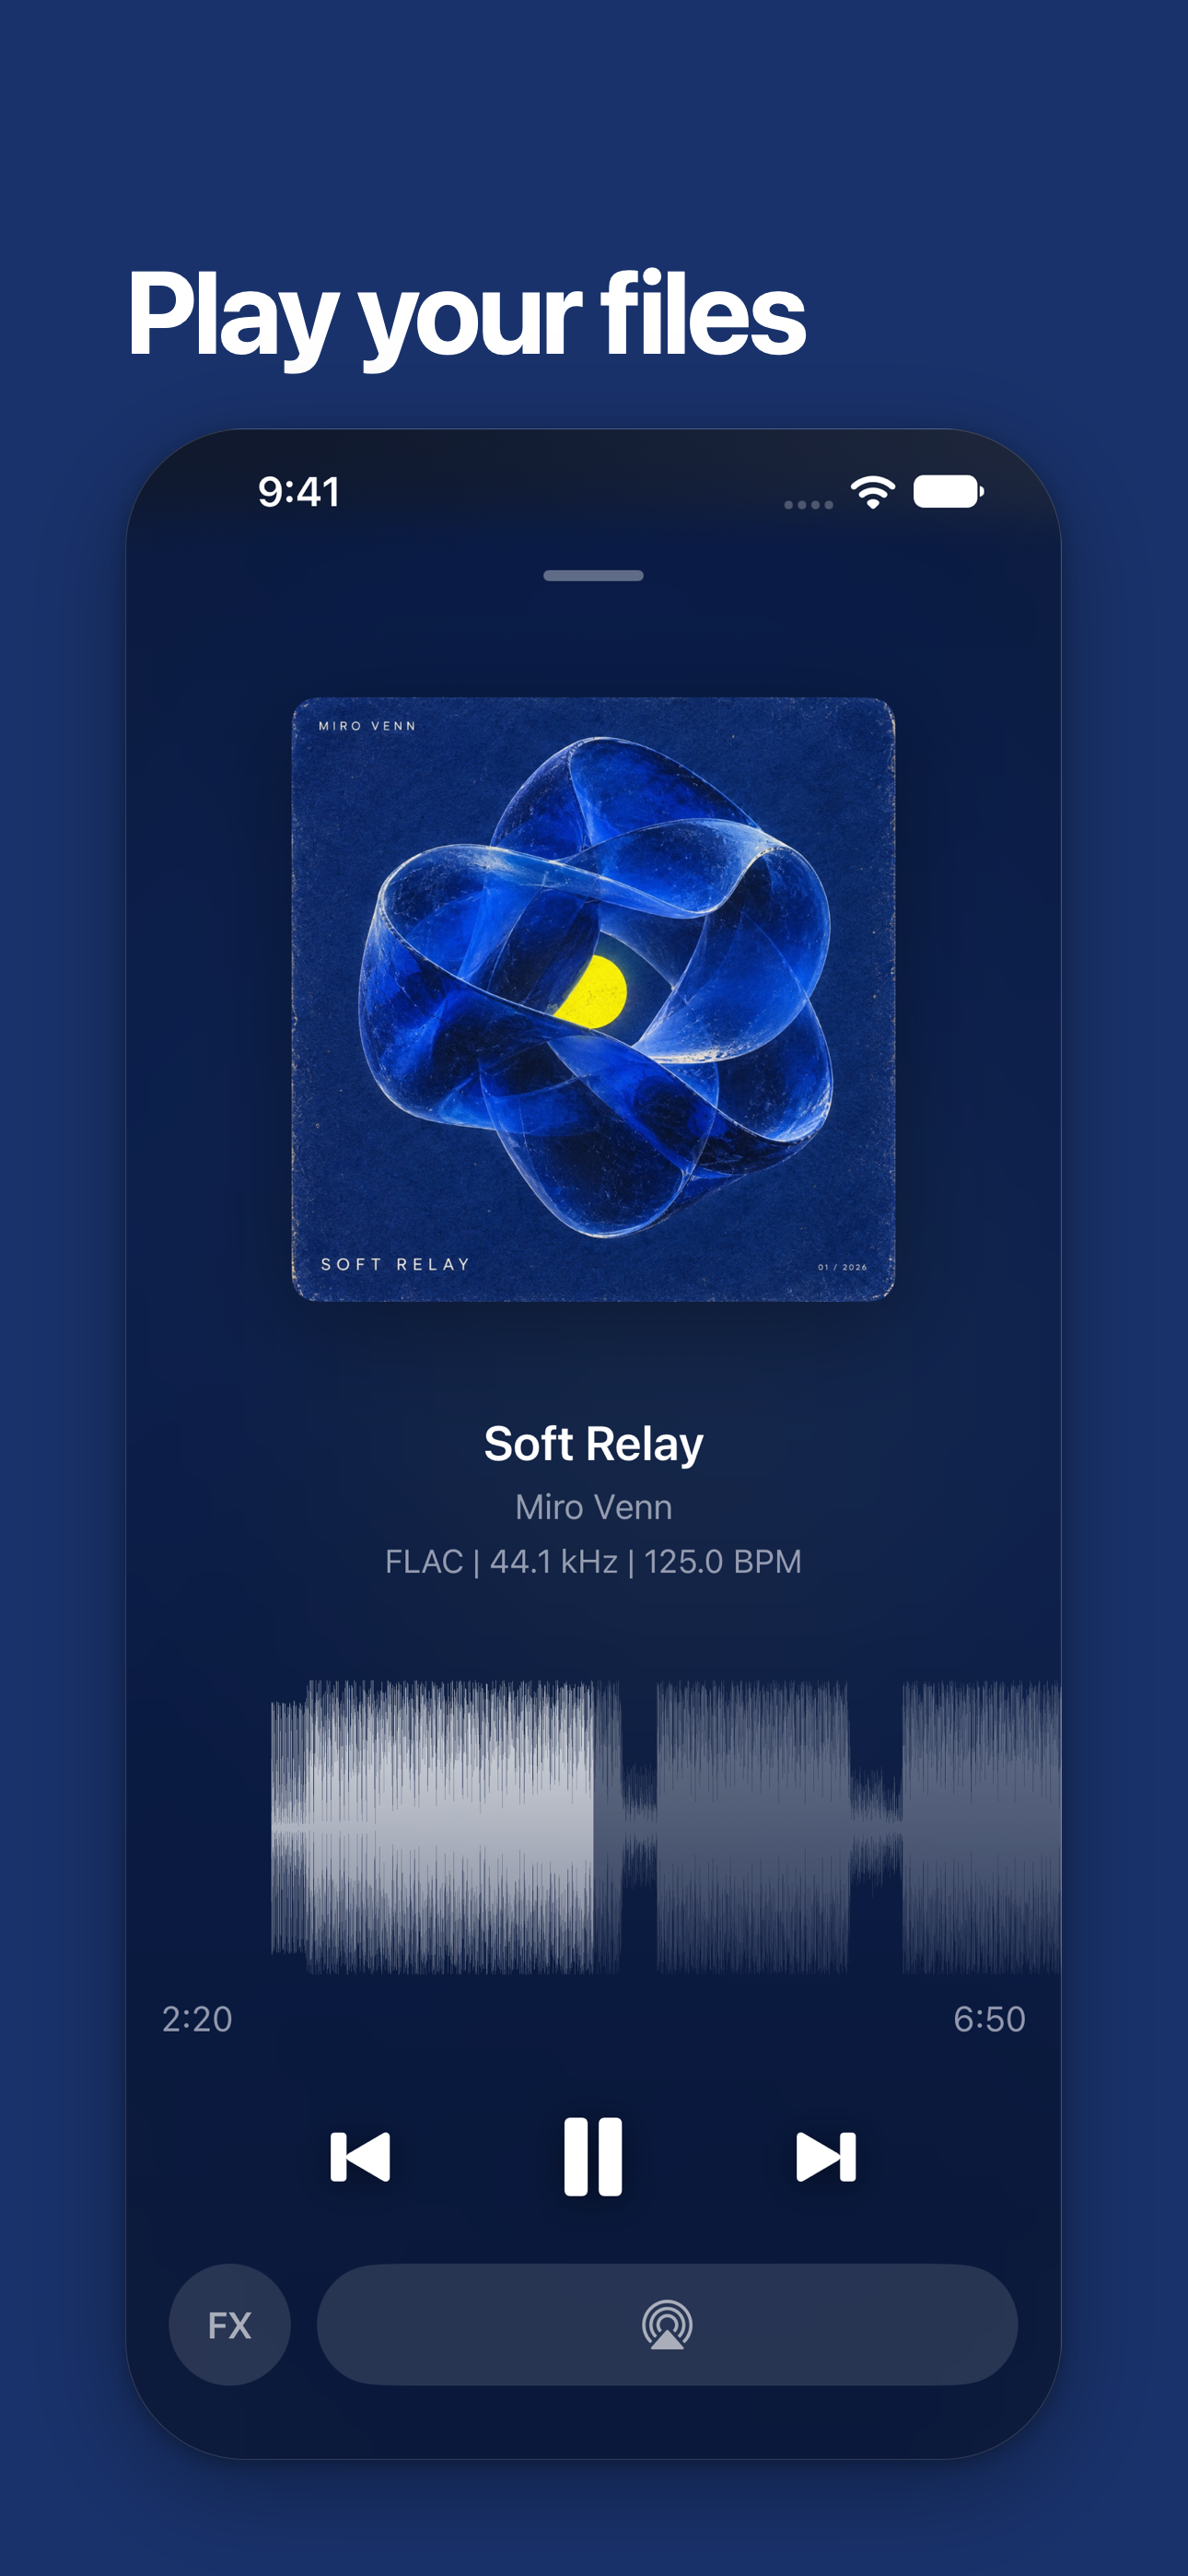 Play your files
9:41
MIRO VENN
SOFT RELAY
01 / 2026
Soft Relay
Miro Venn
FLAC | 44.1 kHz | 125.0 BPM
2:20
6:50
FX